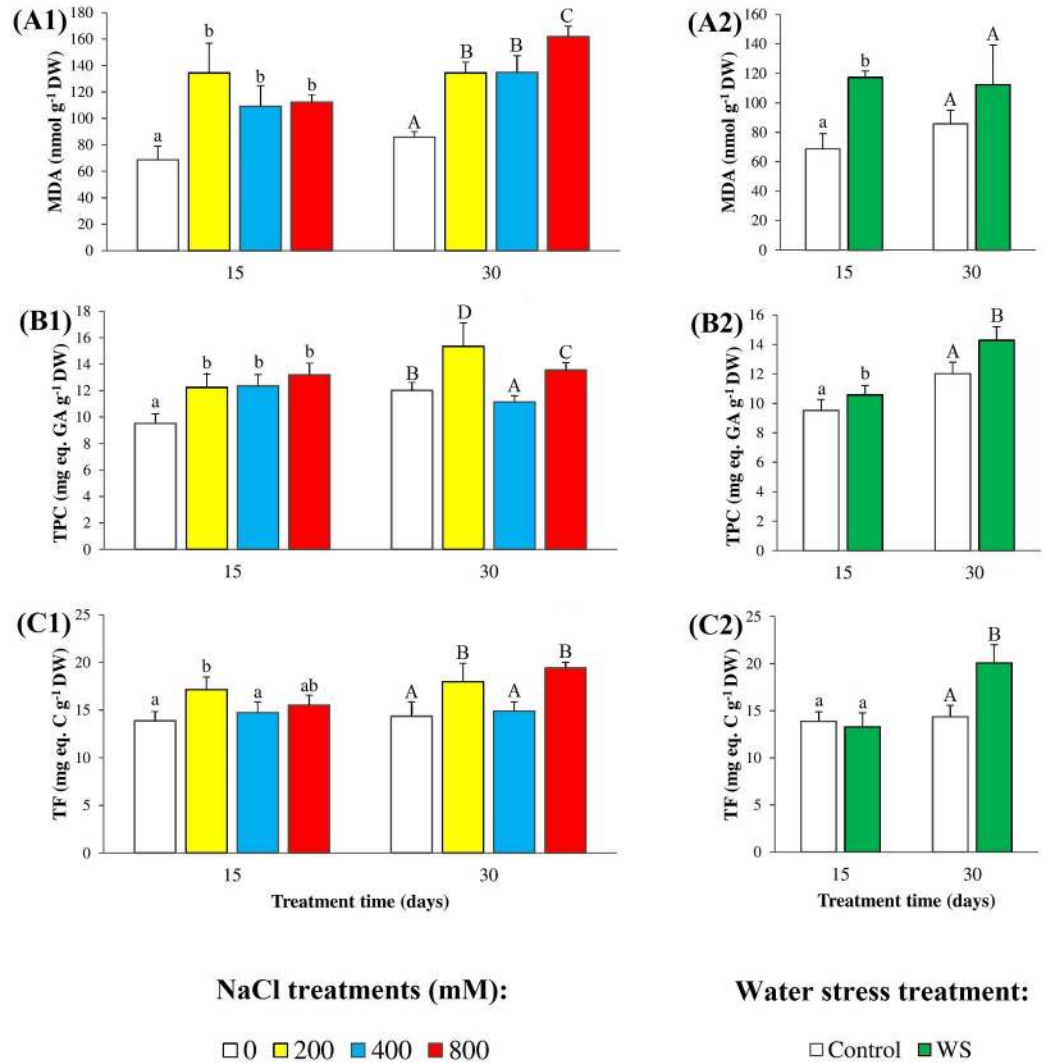 (A1)
MDA (nmol g-1 DW)
180
160
140
120
100
80
60
40
20
0
a
b
b
b
A
B
B
C
15
30
(A2)
MDA (nmol g-1 DW)
160
140
120
100
80
60
40
20
0
a
b
A
A
15
30
(B1)
TPC (mg eq. GA g-1 DW)
18
16
14
12
10
8
6
4
2
0
a
b
b
b
B
D
A
C
15
30
(B2)
TPC (mg eq. GA g-1 DW)
16
14
12
10
8
6
4
2
0
a
b
A
B
15
30
(C1)
TF (mg eq. C g-1 DW)
25
20
15
10
5
0
a
b
a
ab
A
B
A
B
15
30
Treatment time (days)
(C2)
TF (mg eq. C g-1 DW)
25
20
15
10
5
0
a
a
A
B
15
30
Treatment time (days)
NaCl treatments (mM):
0 200 400 800
Water stress treatment:
Control WS